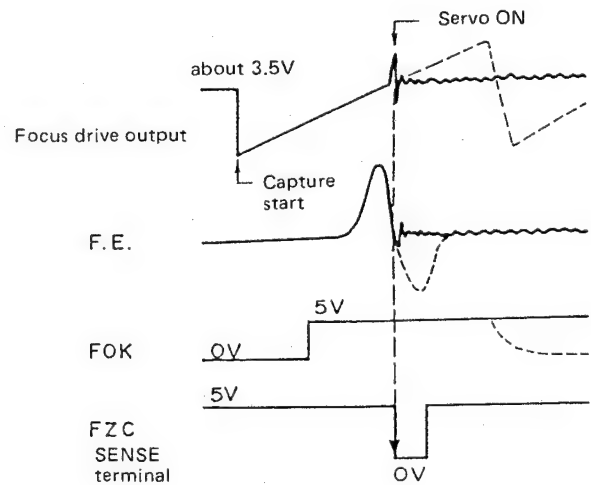 Servo ON
about 3.5V
Focus drive output
Capture
start
F.E.
5V
FOK
0V
5V
FZC
SENSE
terminal
0V